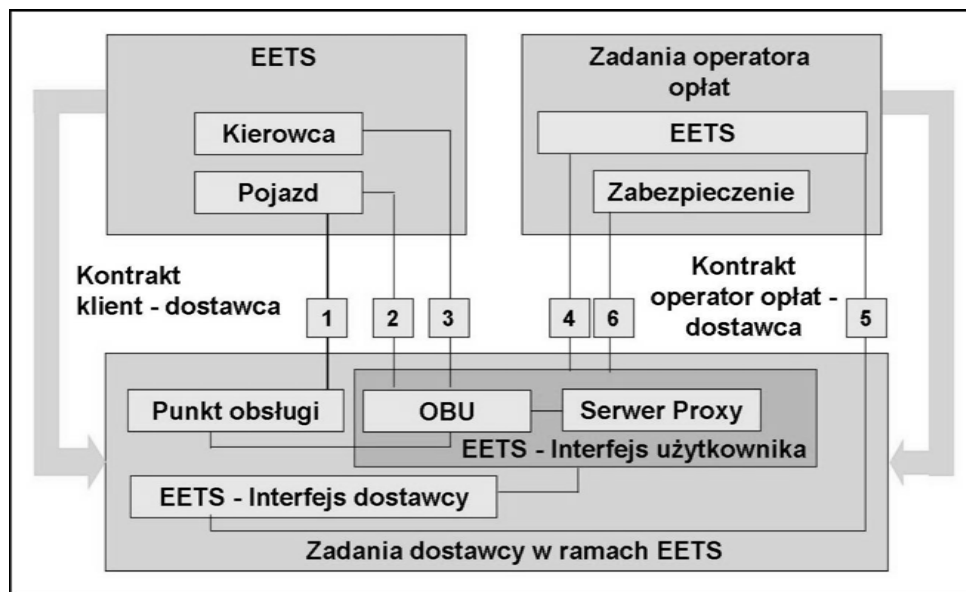 EETS
Kierowca
Pojazd
Zadania operatora
opłat
EETS
Zabezpieczenie
Kontrakt
klient - dostawca
Kontrakt
operator opłat -
dostawca
1
2
3
4
6
5
Punkt obsługi
OBU
Serwer Proxy
EETS - Interfejs użytkownika
EETS - Interfejs dostawcy
Zadania dostawcy w ramach EETS